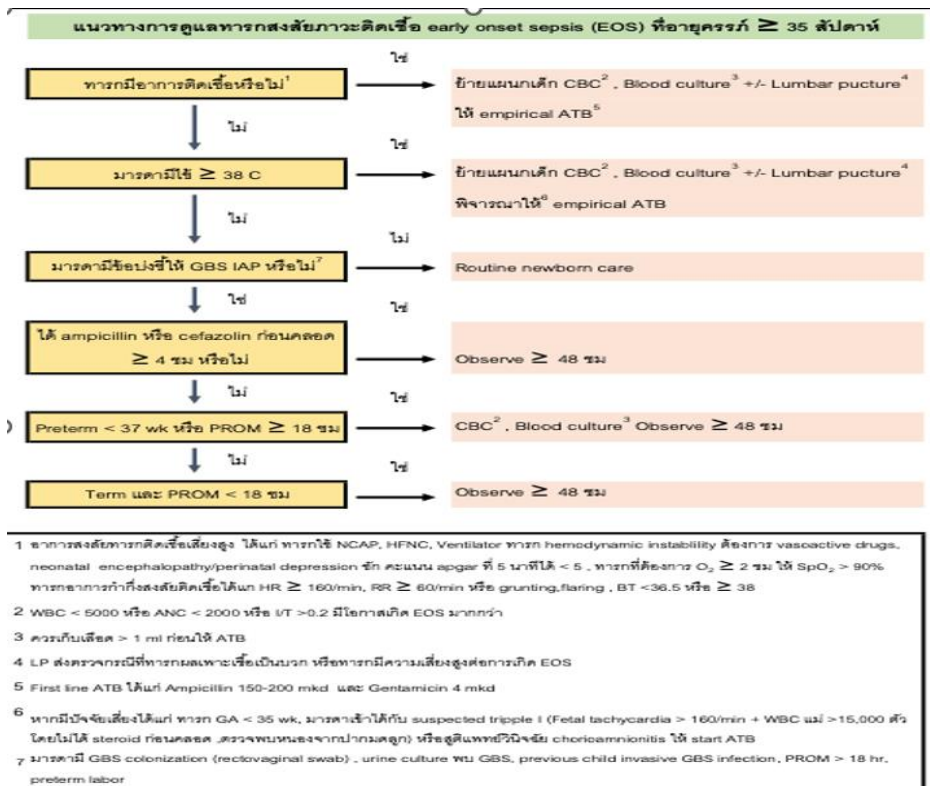 แนวทางการดูแลทารกสงสัยภาวะติดเชื้อ early onset sepsis (EOS) ที่อายุครรภ์ ≥ 35 สัปดาห์
ใช่
ทารกมีอาการติดเชื้อหรือไม่¹
ย้ายแผนกเด็ก CBC², Blood culture³ +/- Lumbar pucture⁴
ให้ empirical ATB⁵
ไม่
ใช่
มารดามีไข้ ≥ 38 C
ย้ายแผนกเด็ก CBC², Blood culture³ +/- Lumbar pucture⁴
พิจารณาให้⁶ empirical ATB
ไม่
ไม่
มารดามีข้อบ่งชี้ให้ GBS IAP หรือไม่⁷
Routine newborn care
ใช่
ใช่
ได้ ampicillin หรือ cefazolin ก่อนคลอด
≥ 4 ชม หรือไม่
Observe ≥ 48 ชม
ไม่
ใช่
Preterm < 37 wk หรือ PROM ≥ 18 ชม
CBC², Blood culture³ Observe ≥ 48 ชม
ไม่
ใช่
Term และ PROM < 18 ชม
Observe ≥ 48 ชม
1 อาการสงสัยทารกติดเชื้อเสี่ยงสูง ได้แก่ ทารกใช้ NCAP, HFNC, Ventilator ทารก hemodynamic instablility ต้องการ vasoactive drugs,
neonatal encephalopathy/perinatal depression ชัก คะแนน apgar ที่ 5 นาทีได้ < 5 , ทารกที่ต้องการ O₂ ≥ 2 ชม ให้ SpO₂ > 90%
ทารกอาการกำกึ่งสงสัยติดเชื้อได้แก HR ≥ 160/min, RR ≥ 60/min หรือ grunting,flaring , BT <36.5 หรือ ≥ 38
2 WBC < 5000 หรือ ANC < 2000 หรือ I/T >0.2 มีโอกาสเกิด EOS มากกว่า
3 ควรเก็บเลือด > 1 ml ก่อนให้ ATB
4 LP ส่งตรวจกรณีที่ทารกผลเพาะเชื้อเป็นบวก หรือทารกมีความเสี่ยงสูงต่อการเกิด EOS
5 First line ATB ได้แก่ Ampicillin 150-200 mkd และ Gentamicin 4 mkd
6 หากมีปัจจัยเสี่ยงได้แก่ ทารก GA < 35 wk, มารดาเข้าได้กับ suspected tripple I (Fetal tachycardia > 160/min + WBC แม่ >15,000 ตัว
โดยไม่ได้ steroid ก่อนคลอด ,ตรวจพบหนองจากปากมดลูก) หรือสูติแพทย์วินิจฉัย chorioamnionitis ให้ start ATB
7 มารดามี GBS colonization (rectovaginal swab) , urine culture พบ GBS, previous child invasive GBS infection, PROM > 18 hr,
preterm labor